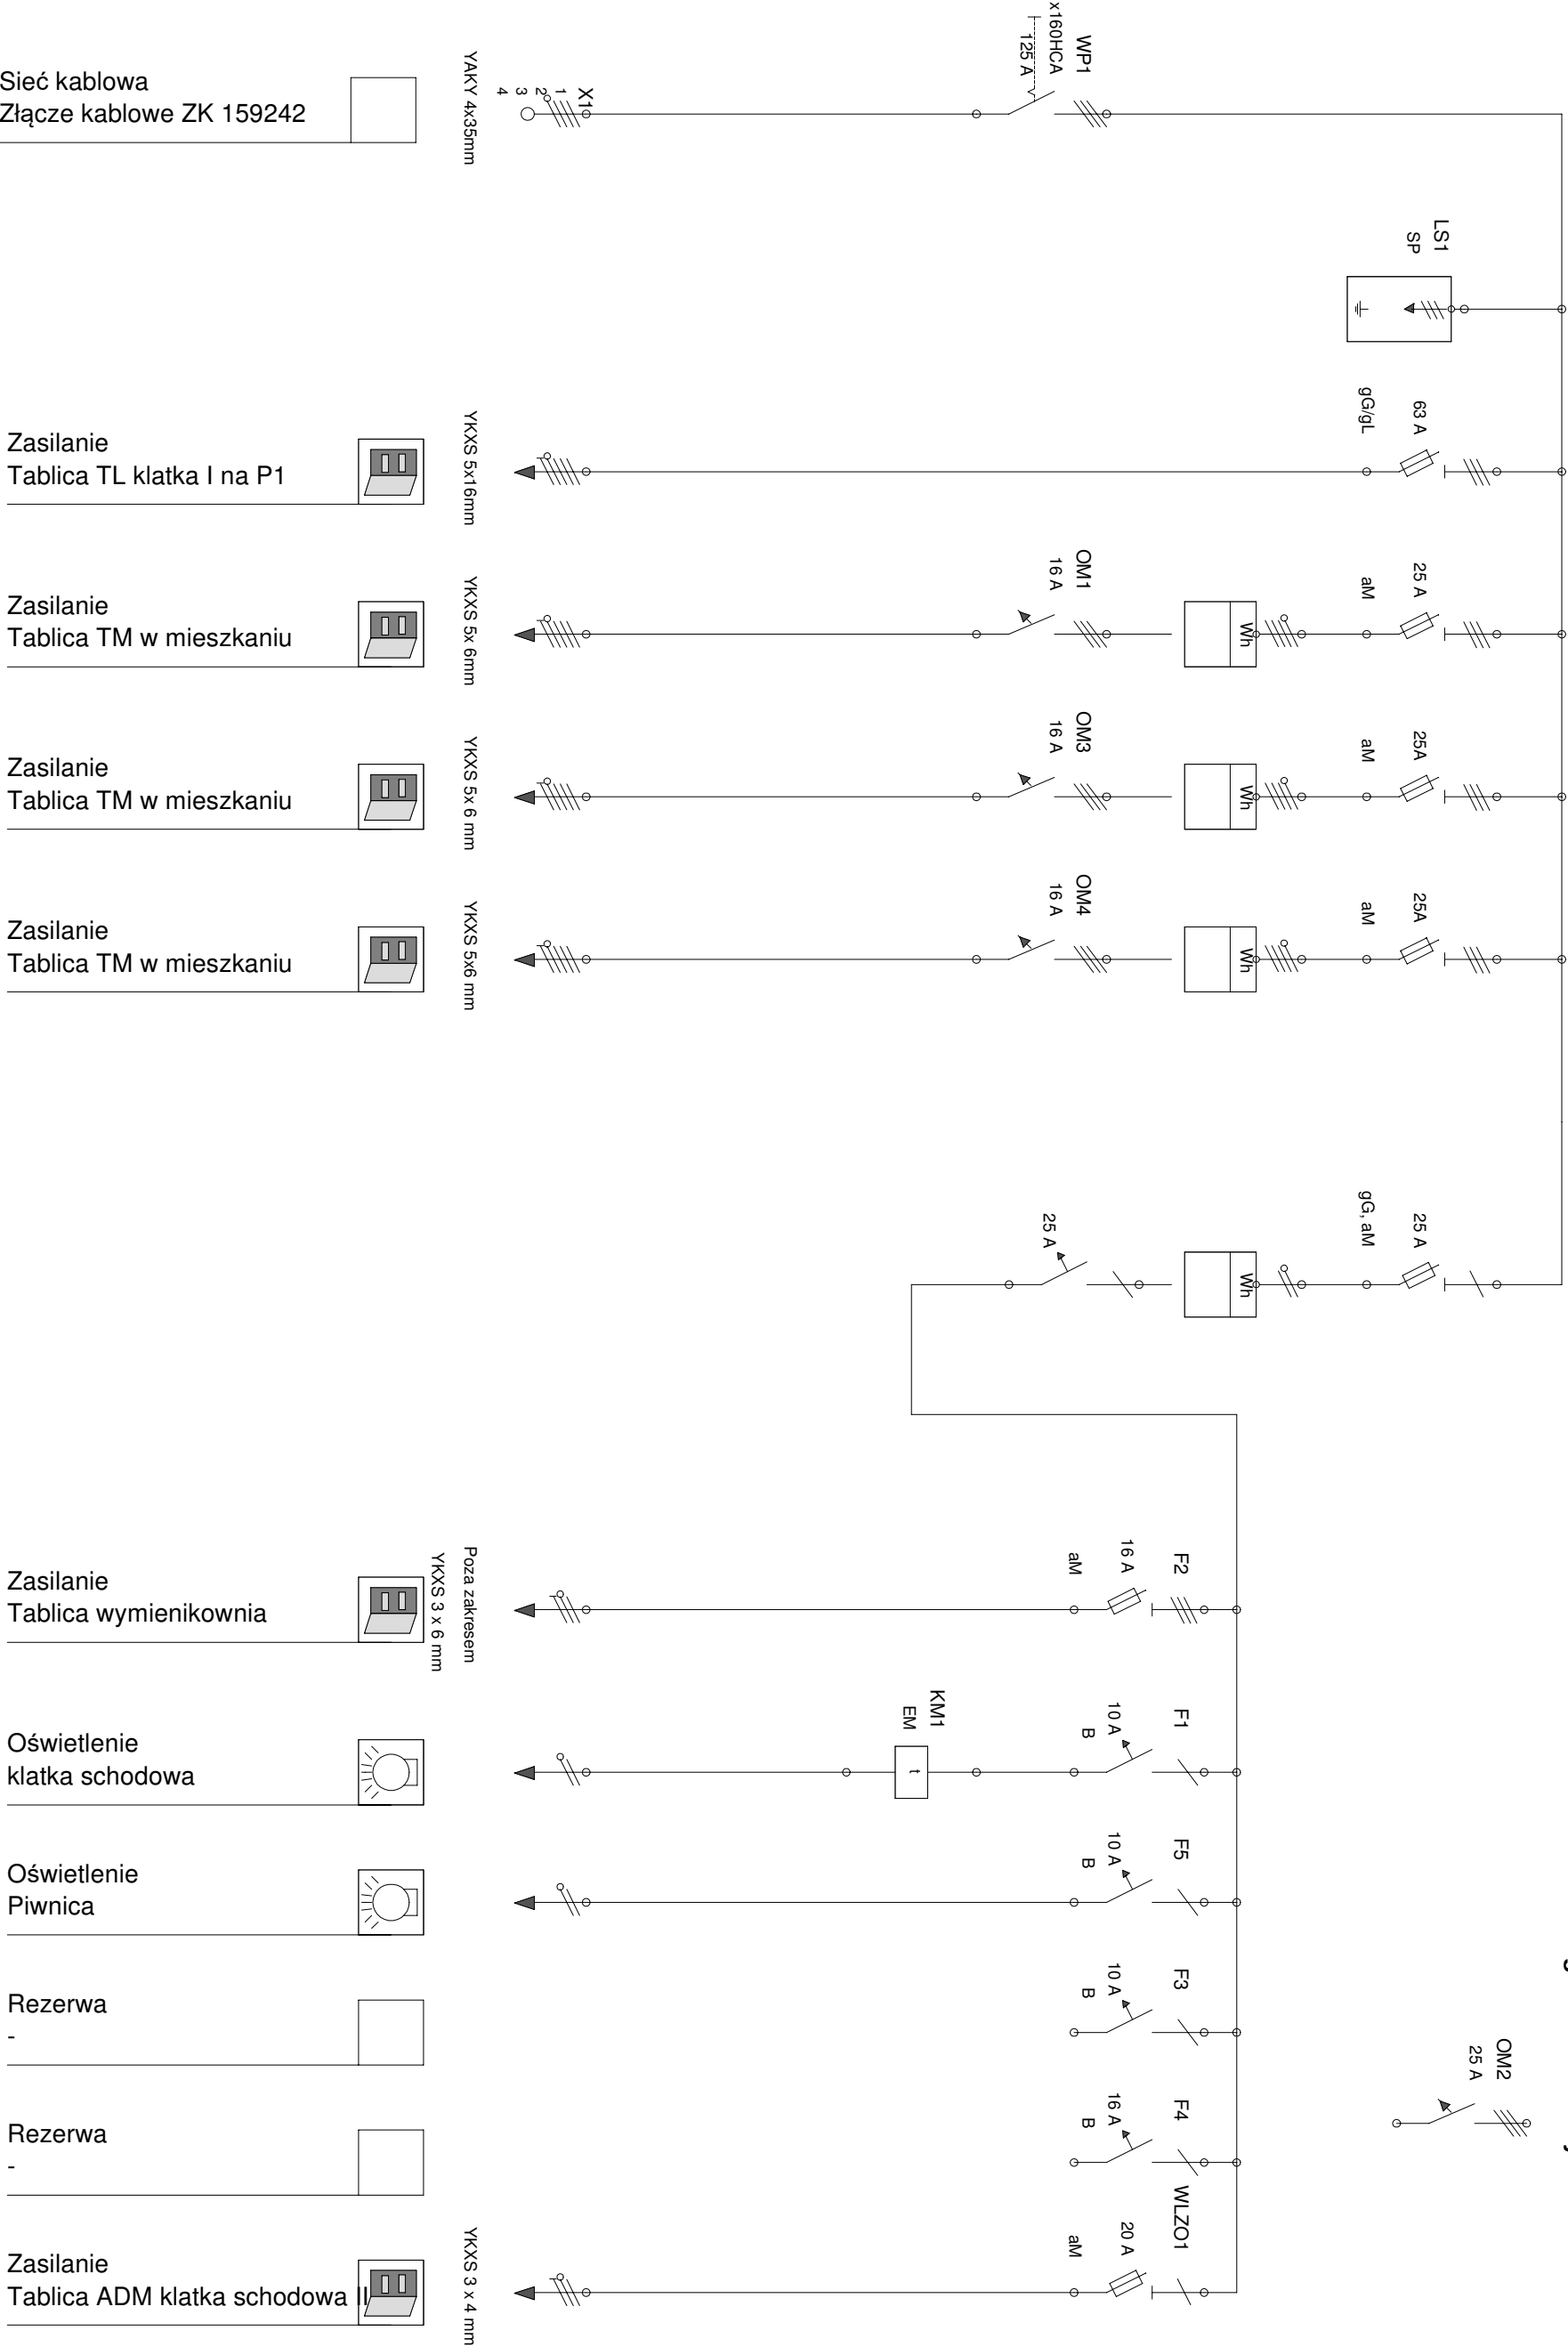 Sieć kablowa
Złącze kablowe ZK 159242
YAKY 4x35mm
X1
1
2
3
4
WP1
x160HCA
125 A
LS1
SP
Zasilanie
Tablica TL klatka I na P1
YKXS 5x16mm
63 A
gG/gL
Zasilanie
Tablica TM w mieszkaniu
YKXS 5x 6mm
OM1
16 A
Wh
25 A
aM
Zasilanie
Tablica TM w mieszkaniu
YKXS 5x 6 mm
OM3
16 A
Wh
25A
aM
Zasilanie
Tablica TM w mieszkaniu
YKXS 5x6 mm
OM4
16 A
Wh
25A
aM
25 A
Wh
25 A
gG, aM
Zasilanie
Tablica wymienikownia
Poza zakresem
YKXS 3 x 6 mm
F2
16 A
aM
Oświetlenie
klatka schodowa
KM1
EM
t
F1
10 A
B
Oświetlenie
Piwnica
F5
10 A
B
Rezerwa
-
F3
10 A
B
OM2
25 A
Rezerwa
-
F4
16 A
B
Zasilanie
Tablica ADM klatka schodowa II
YKXS 3 x 4 mm
WLZO1
20 A
aM